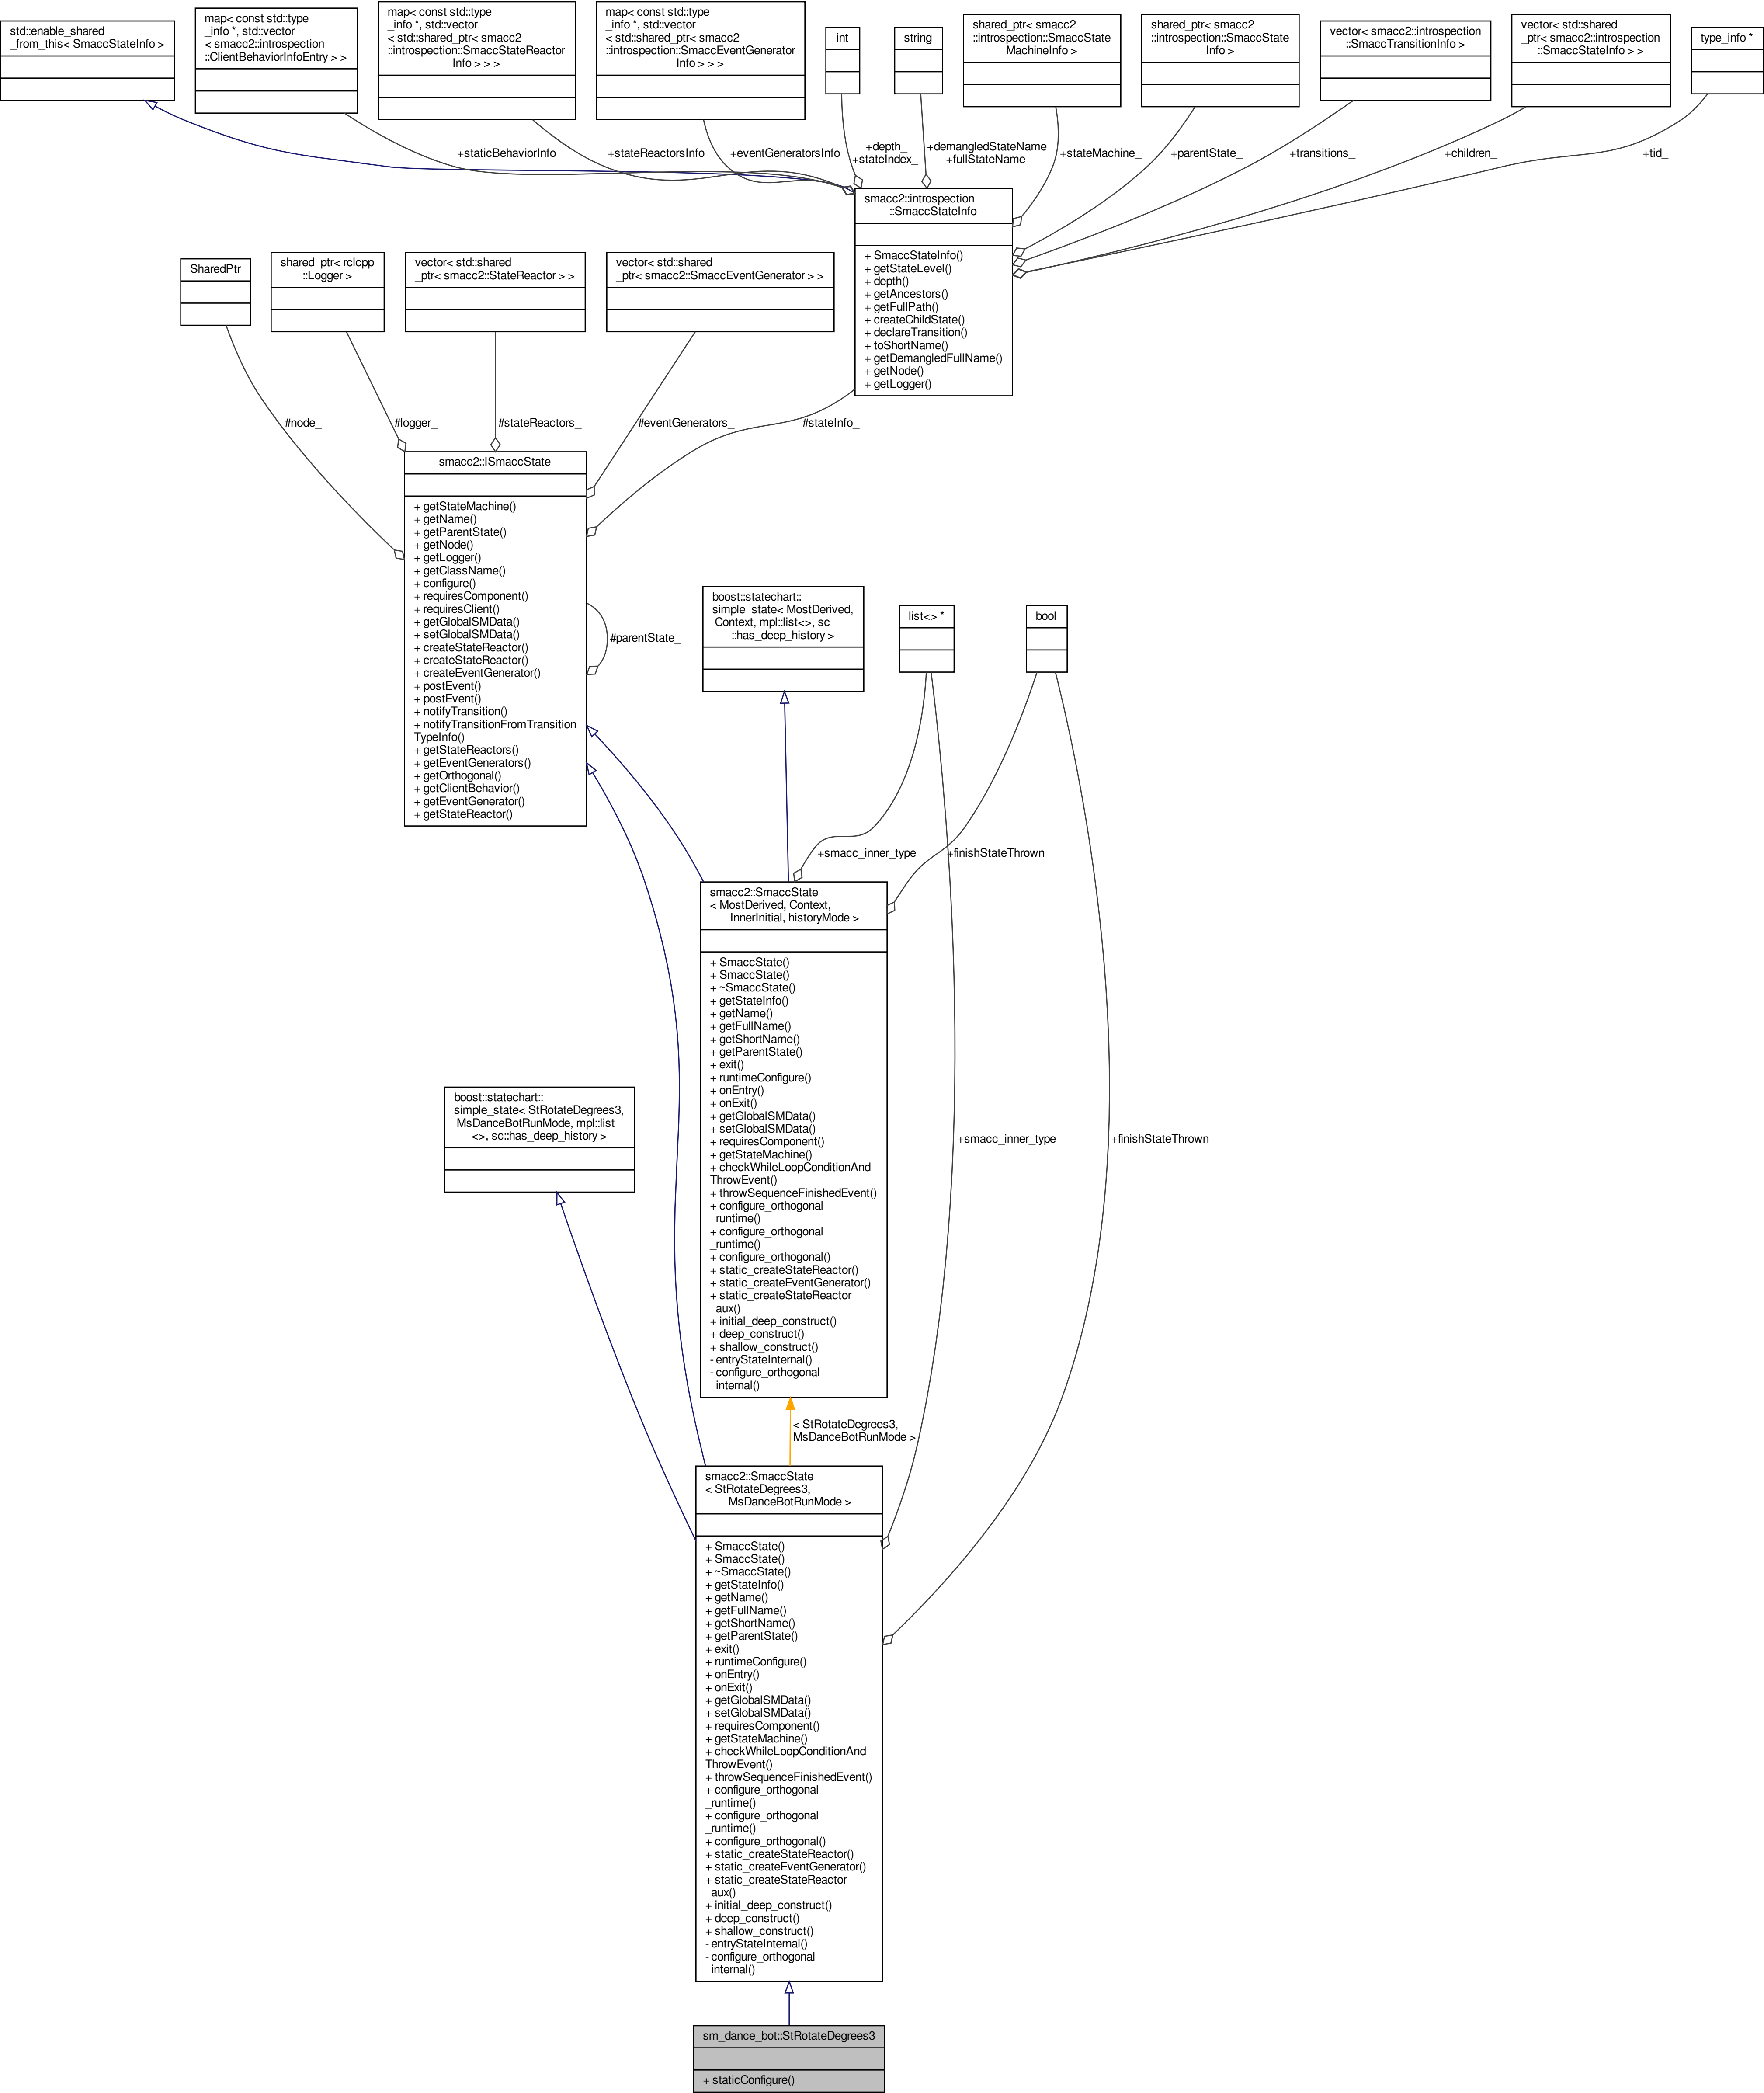 std::enable_shared
_from_this< SmaccStateInfo >
map< const std::type
_info *, std::vector
< smacc2::introspection
::ClientBehaviorInfoEntry > >
map< const std::type
_info *, std::vector
< std::shared_ptr< smacc2
::introspection::SmaccStateReactor
Info > > >
map< const std::type
_info *, std::vector
< std::shared_ptr< smacc2
::introspection::SmaccEventGenerator
Info > > >
int
string
shared_ptr< smacc2
::introspection::SmaccState
MachineInfo >
shared_ptr< smacc2
::introspection::SmaccState
Info >
vector< smacc2::introspection
::SmaccTransitionInfo >
vector< std::shared
_ptr< smacc2::introspection
::SmaccStateInfo > >
type_info *
+staticBehaviorInfo
+stateReactorsInfo
+eventGeneratorsInfo
+depth_
+stateIndex_
+demangledStateName
+fullStateName
+stateMachine_
+parentState_
+transitions_
+children_
+tid_
smacc2::introspection
::SmaccStateInfo
+ SmaccStateInfo()
+ getStateLevel()
+ depth()
+ getAncestors()
+ getFullPath()
+ createChildState()
+ declareTransition()
+ toShortName()
+ getDemangledFullName()
+ getNode()
+ getLogger()
SharedPtr
shared_ptr< rclcpp
::Logger >
vector< std::shared
_ptr< smacc2::StateReactor > >
vector< std::shared
_ptr< smacc2::SmaccEventGenerator > >
#node_
#logger_
#stateReactors_
#eventGenerators_
#stateInfo_
smacc2::ISmaccState
+ getStateMachine()
+ getName()
+ getParentState()
+ getNode()
+ getLogger()
+ getClassName()
+ configure()
+ requiresComponent()
+ requiresClient()
+ getGlobalSMData()
+ setGlobalSMData()
+ createStateReactor()
+ createStateReactor()
+ createEventGenerator()
+ postEvent()
+ postEvent()
+ notifyTransition()
+ notifyTransitionFromTransition
TypeInfo()
+ getStateReactors()
+ getEventGenerators()
+ getOrthogonal()
+ getClientBehavior()
+ getEventGenerator()
+ getStateReactor()
#parentState_
boost::statechart::
simple_state< MostDerived,
Context, mpl::list<>, sc
::has_deep_history >
list<> *
bool
+smacc_inner_type
+finishStateThrown
smacc2::SmaccState
< MostDerived, Context,
InnerInitial, historyMode >
+ SmaccState()
+ SmaccState()
+ ~SmaccState()
+ getStateInfo()
+ getName()
+ getFullName()
+ getShortName()
+ getParentState()
+ exit()
+ runtimeConfigure()
+ onEntry()
+ onExit()
+ getGlobalSMData()
+ setGlobalSMData()
+ requiresComponent()
+ getStateMachine()
+ checkWhileLoopConditionAnd
ThrowEvent()
+ throwSequenceFinishedEvent()
+ configure_orthogonal
_runtime()
+ configure_orthogonal
_runtime()
+ configure_orthogonal()
+ static_createStateReactor()
+ static_createEventGenerator()
+ static_createStateReactor
_aux()
+ initial_deep_construct()
+ deep_construct()
+ shallow_construct()
- entryStateInternal()
- configure_orthogonal
_internal()
boost::statechart::
simple_state< StRotateDegrees3,
MsDanceBotRunMode, mpl::list
<>, sc::has_deep_history >
+smacc_inner_type
+finishStateThrown
< StRotateDegrees3,
MsDanceBotRunMode >
smacc2::SmaccState
< StRotateDegrees3,
MsDanceBotRunMode >
+ SmaccState()
+ SmaccState()
+ ~SmaccState()
+ getStateInfo()
+ getName()
+ getFullName()
+ getShortName()
+ getParentState()
+ exit()
+ runtimeConfigure()
+ onEntry()
+ onExit()
+ getGlobalSMData()
+ setGlobalSMData()
+ requiresComponent()
+ getStateMachine()
+ checkWhileLoopConditionAnd
ThrowEvent()
+ throwSequenceFinishedEvent()
+ configure_orthogonal
_runtime()
+ configure_orthogonal
_runtime()
+ configure_orthogonal()
+ static_createStateReactor()
+ static_createEventGenerator()
+ static_createStateReactor
_aux()
+ initial_deep_construct()
+ deep_construct()
+ shallow_construct()
- entryStateInternal()
- configure_orthogonal
_internal()
sm_dance_bot::StRotateDegrees3
+ staticConfigure()